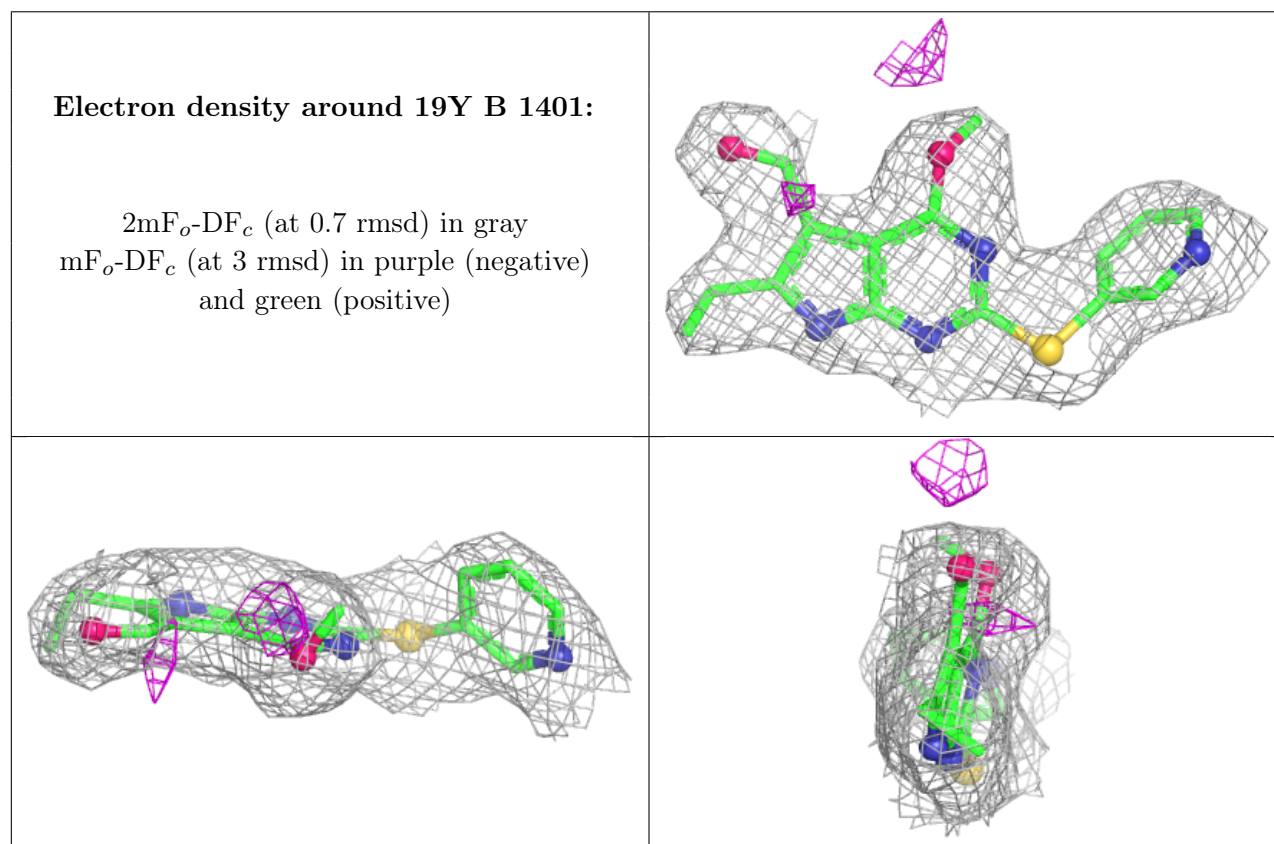 Electron density around 19Y B 1401:
2mFo-DFc (at 0.7 rmsd) in gray
mFo-DFc (at 3 rmsd) in purple (negative)
and green (positive)